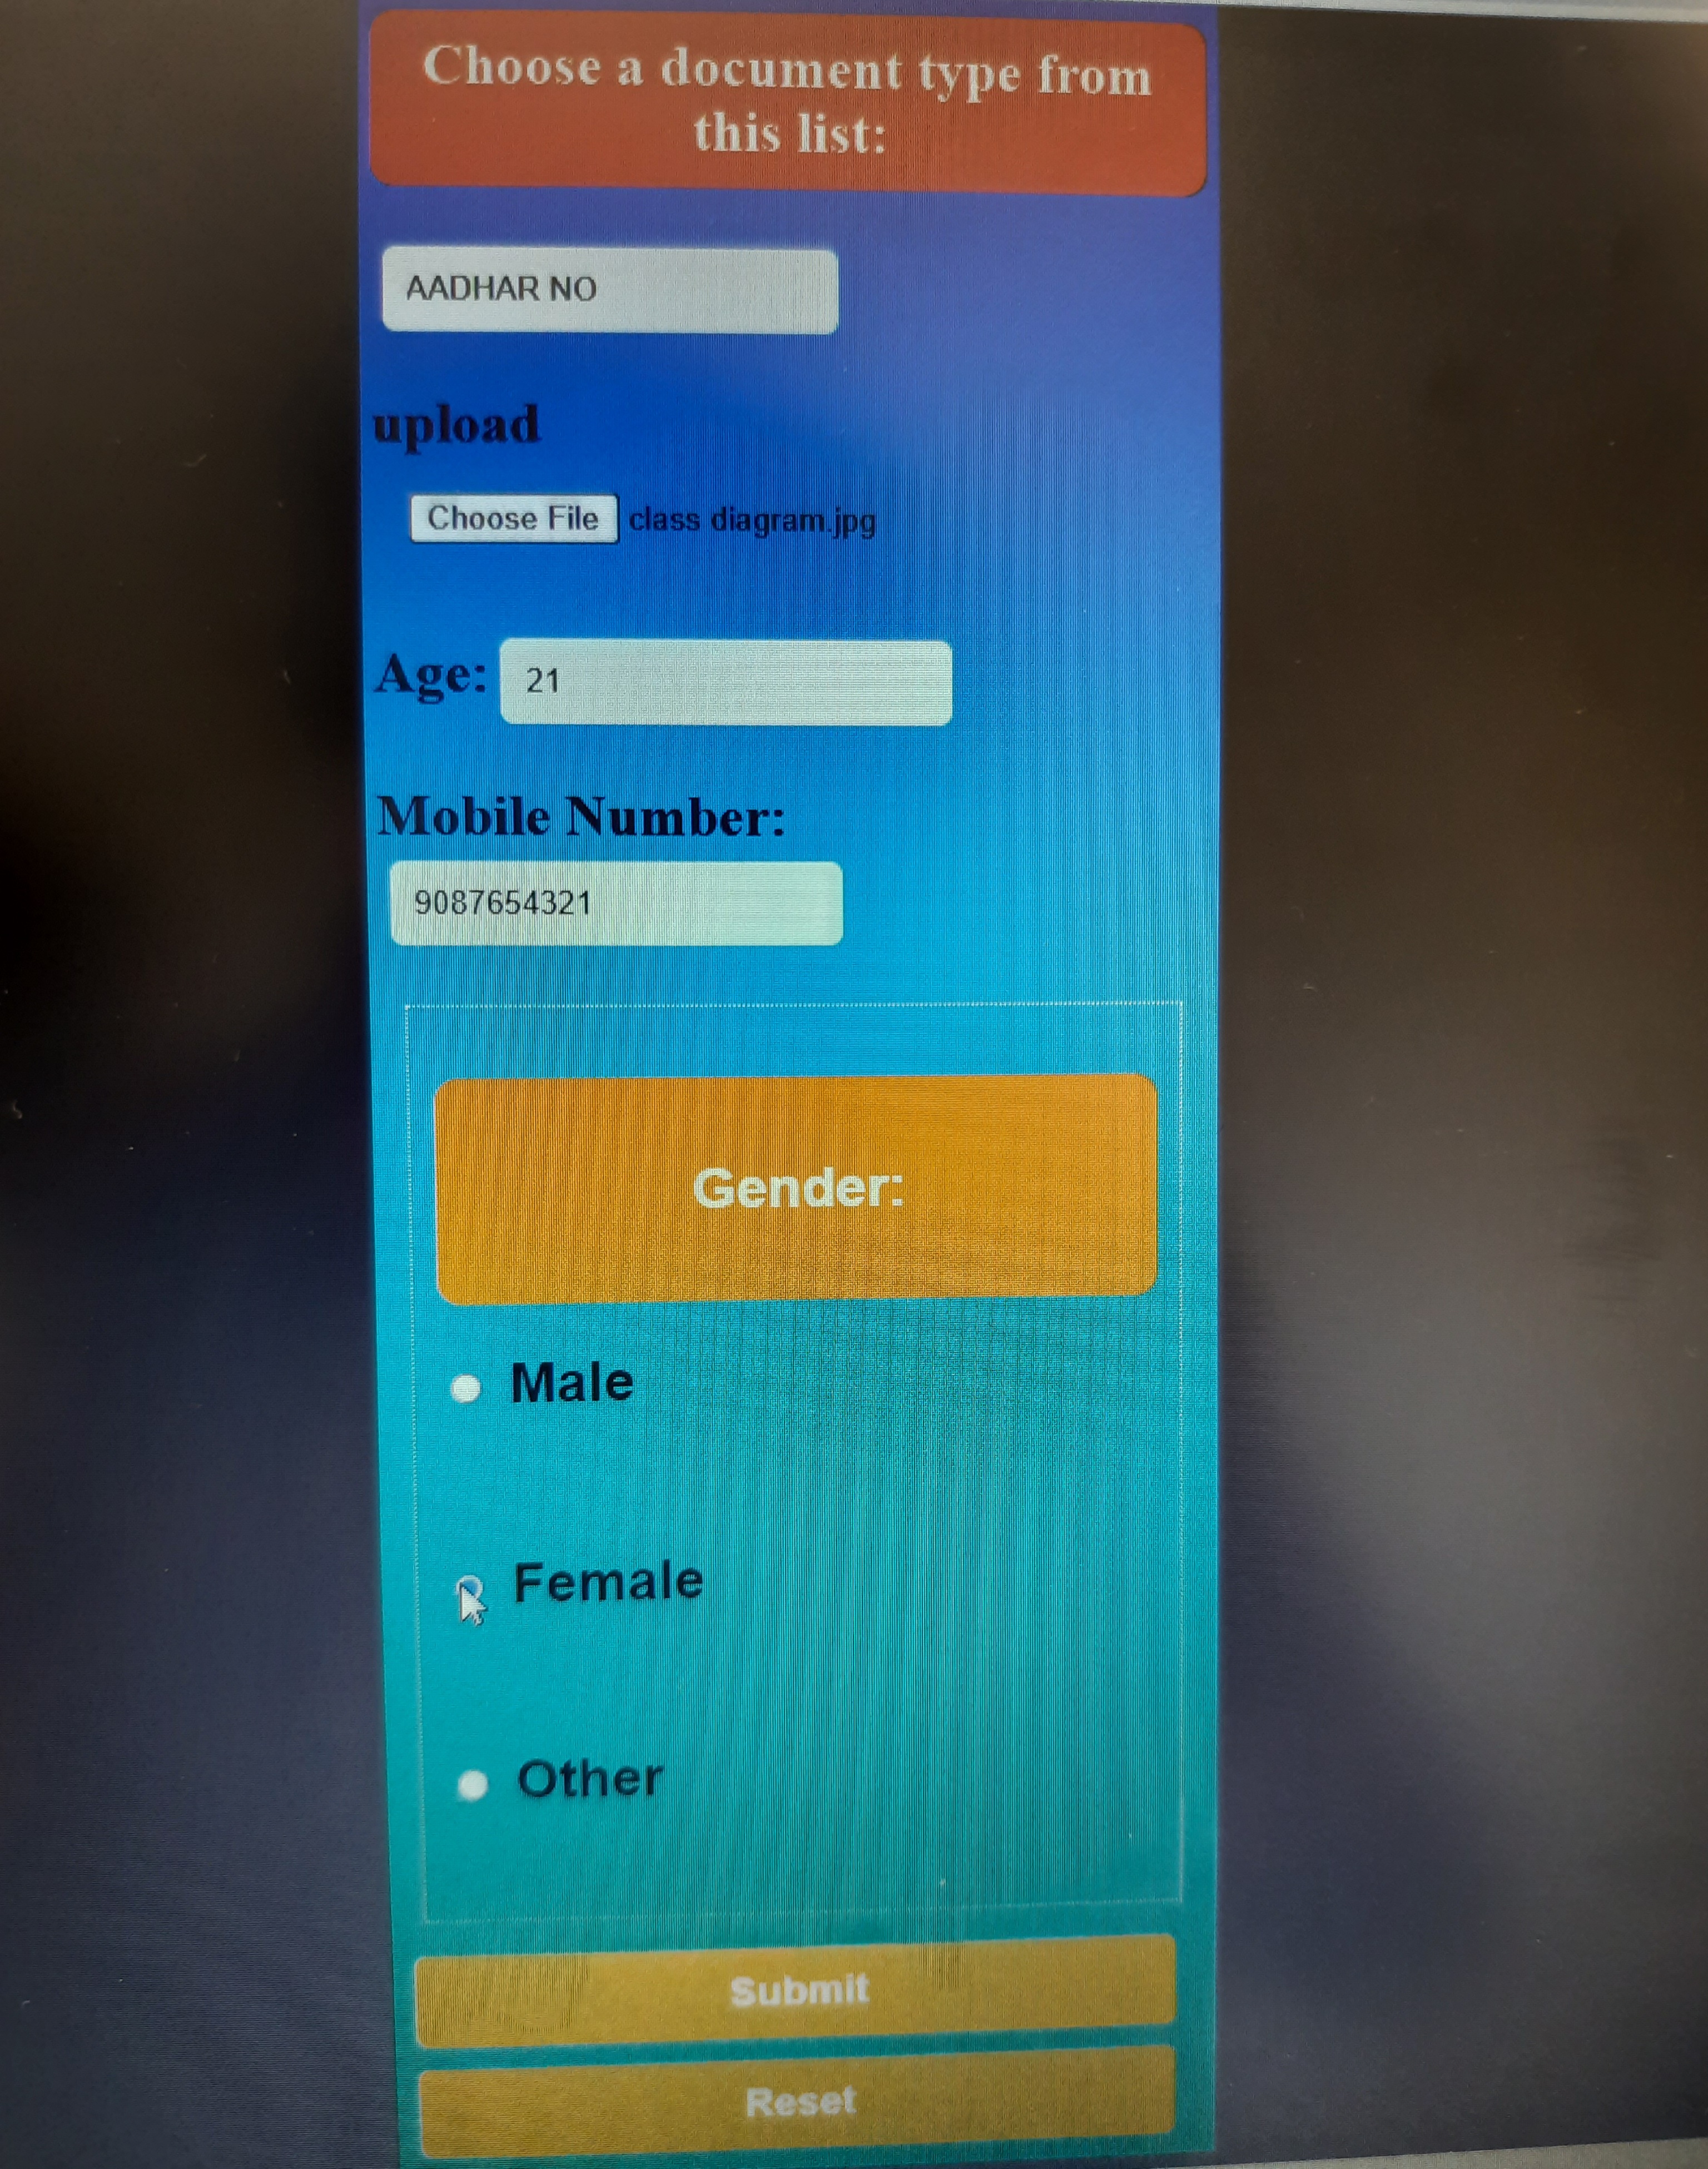 Choose a document type from
this list:
AADHAR NO
upload
Choose File class diagram.jpg
Age: 21
Mobile Number:
9087654321
Gender:
Male
Female
Other
Submit
Reset